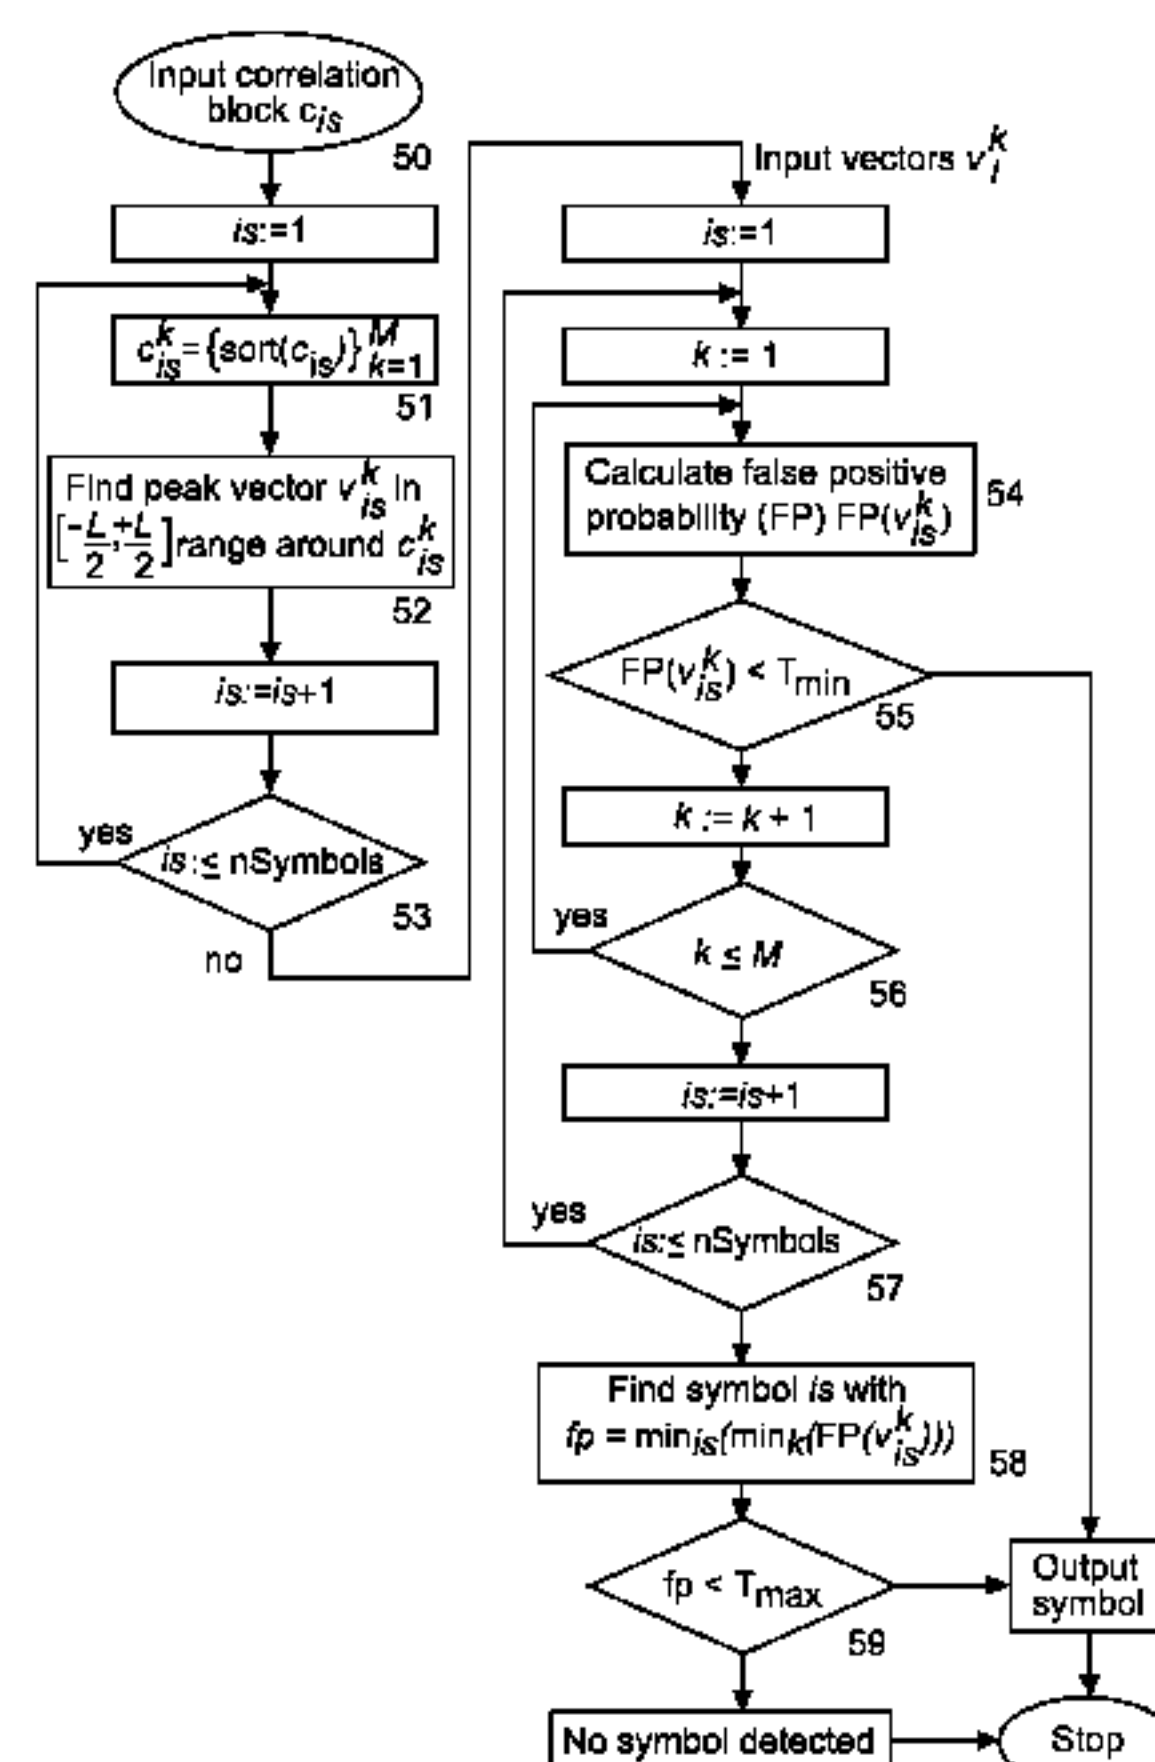 Input correlation
block c_is
50
is:=1
c_is^k={sort(c_is)}_{k=1}^M
51
Find peak vector v_is^k in
[-L/2,+L/2]range around c_is^k
52
is:=is+1
yes
is:≤ nSymbols
53
no
Input vectors v_i^k
is:=1
k := 1
Calculate false positive
probability (FP) FP(v_is^k)
54
FP(v_is^k) < T_min
55
k := k + 1
yes
k ≤ M
56
is:=is+1
yes
is:≤ nSymbols
57
Find symbol is with
fp = min_is(min_k(FP(v_is^k)))
58
fp < T_max
59
Output
symbol
No symbol detected
Stop